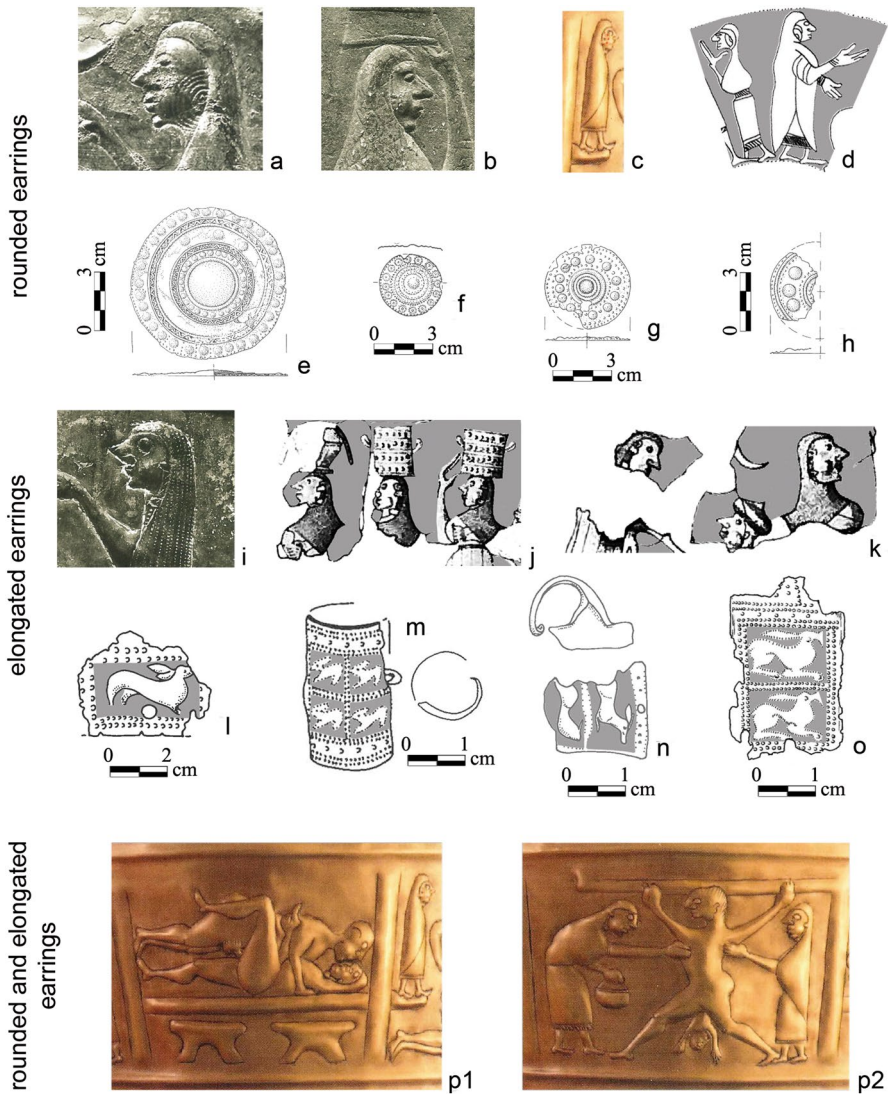 rounded earrings
a
b
c
d
3
cm
0
e
f
0 3
cm
g
0 3
cm
3
cm
0
h
elongated earrings
i
j
k
l
0 2
cm
m
0 1
cm
n
0 1
cm
o
0 1
cm
rounded and elongated
earrings
p1
p2